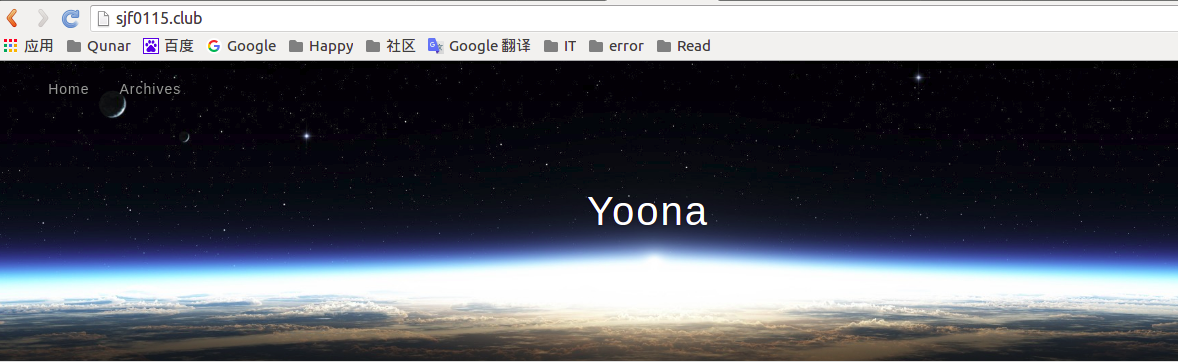 sjf0115.club
应用 Qunar 百度 Google Happy 社区 Google 翻译 IT error Read
Home Archives
Yoona